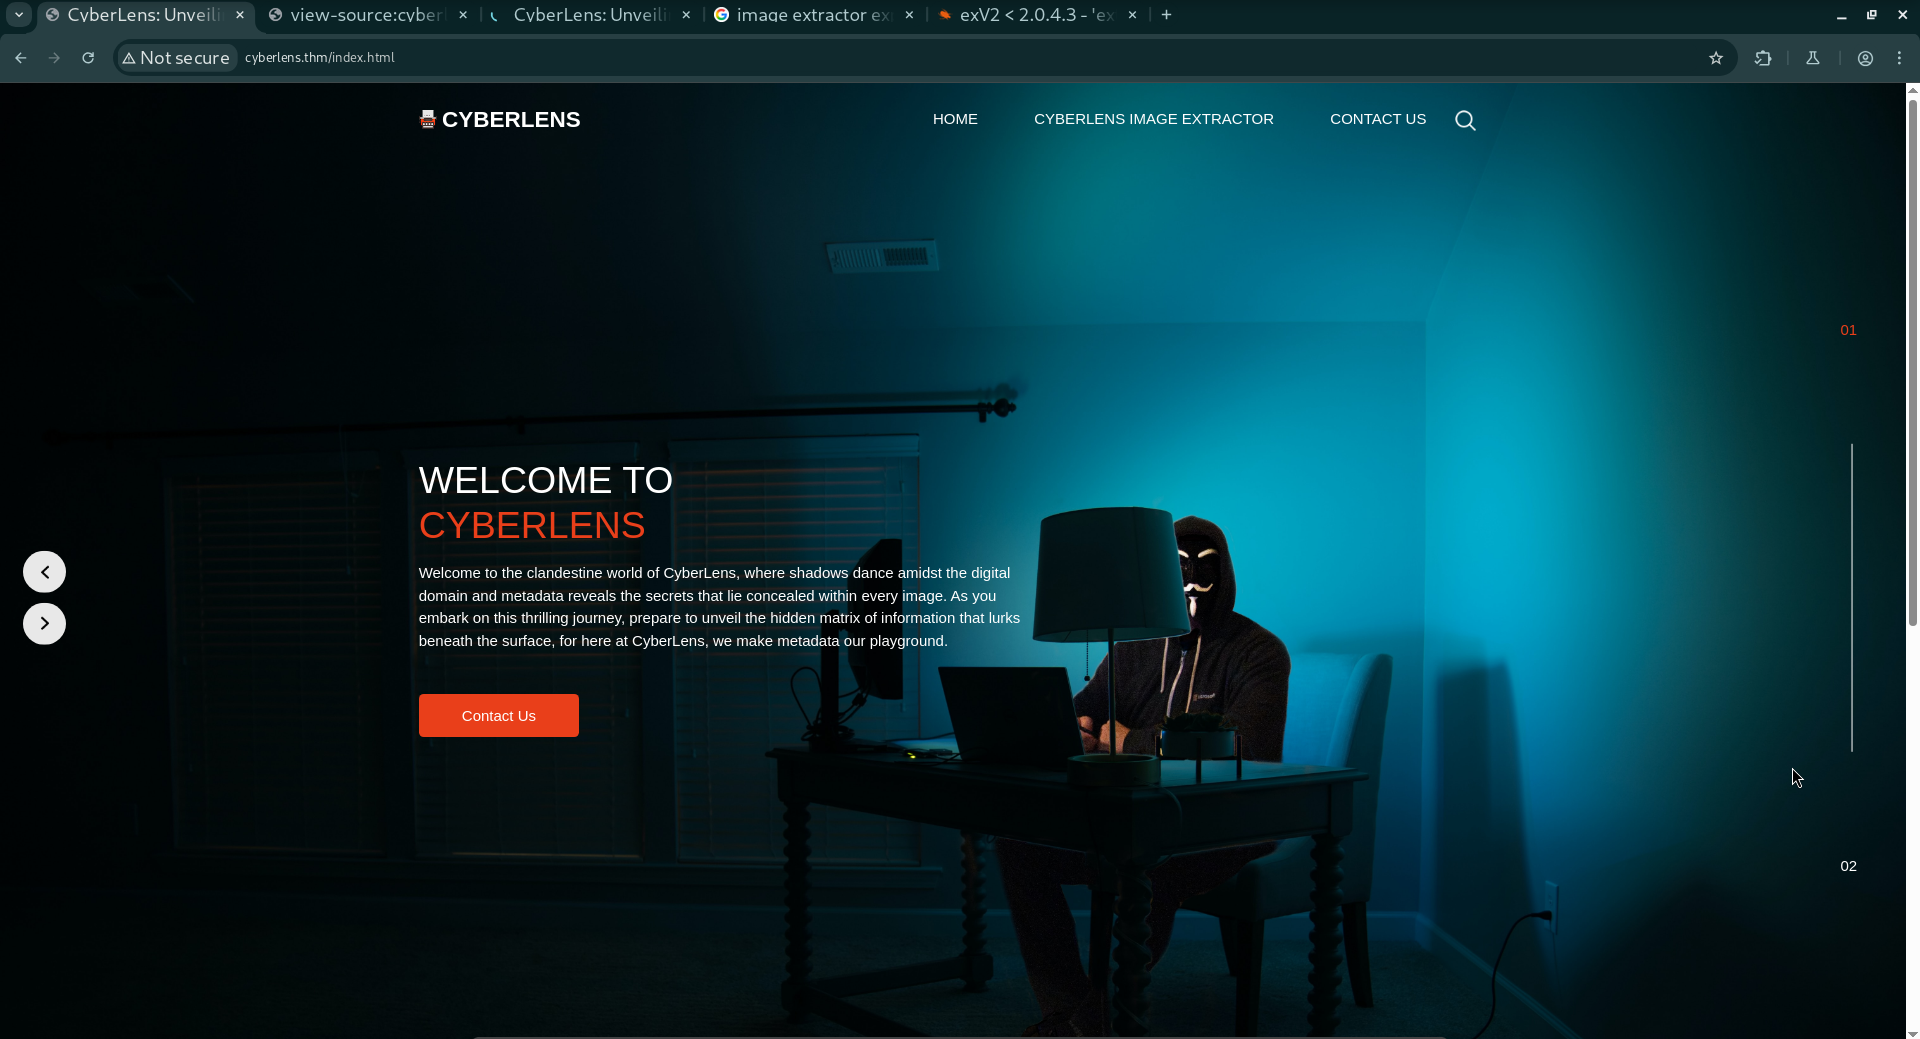 CyberLens: Unveili
view-source:cyber
CyberLens: Unveili
image extractor ex
exV2 < 2.0.4.3 - 'ex
Not secure
cyberlens.thm/index.html
CYBERLENS
HOME
CYBERLENS IMAGE EXTRACTOR
CONTACT US
01
WELCOME TO
CYBERLENS
Welcome to the clandestine world of CyberLens, where shadows dance amidst the digital
domain and metadata reveals the secrets that lie concealed within every image. As you
embark on this thrilling journey, prepare to unveil the hidden matrix of information that lurks
beneath the surface, for here at CyberLens, we make metadata our playground.
Contact Us
02